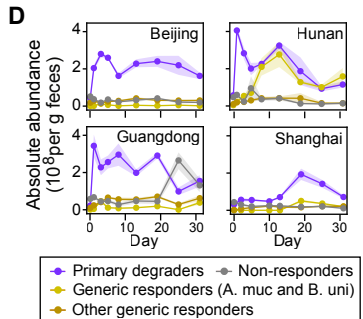 D
Absolute abundance
(10⁸per g feces)
Beijing
Hunan
4
2
0
Guangdong
Shanghai
4
2
0
0 10 20 30
0 10 20 30
Day
Day
Primary degraders
Non-responders
Generic responders (A. muc and B. uni)
Other generic responders